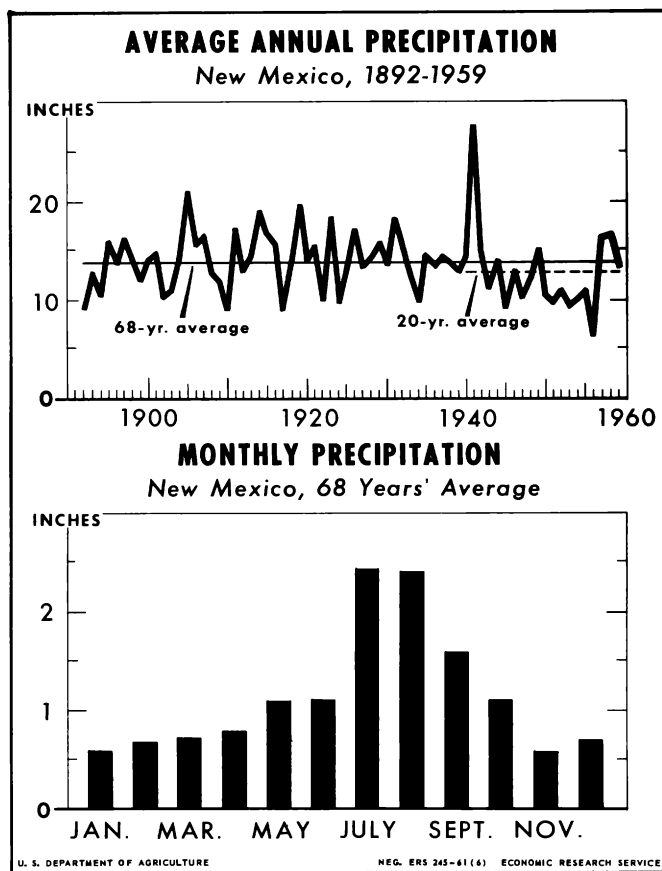 AVERAGE ANNUAL PRECIPITATION
New Mexico, 1892-1959
INCHES
20
10
0
68-yr. average
20-yr. average
1900 1920 1940 1960
MONTHLY PRECIPITATION
New Mexico, 68 Years' Average
INCHES
2
1
0
JAN. MAR. MAY JULY SEPT. NOV.
U. S. DEPARTMENT OF AGRICULTURE NEG. ERS 245-61(6) ECONOMIC RESEARCH SERVICE